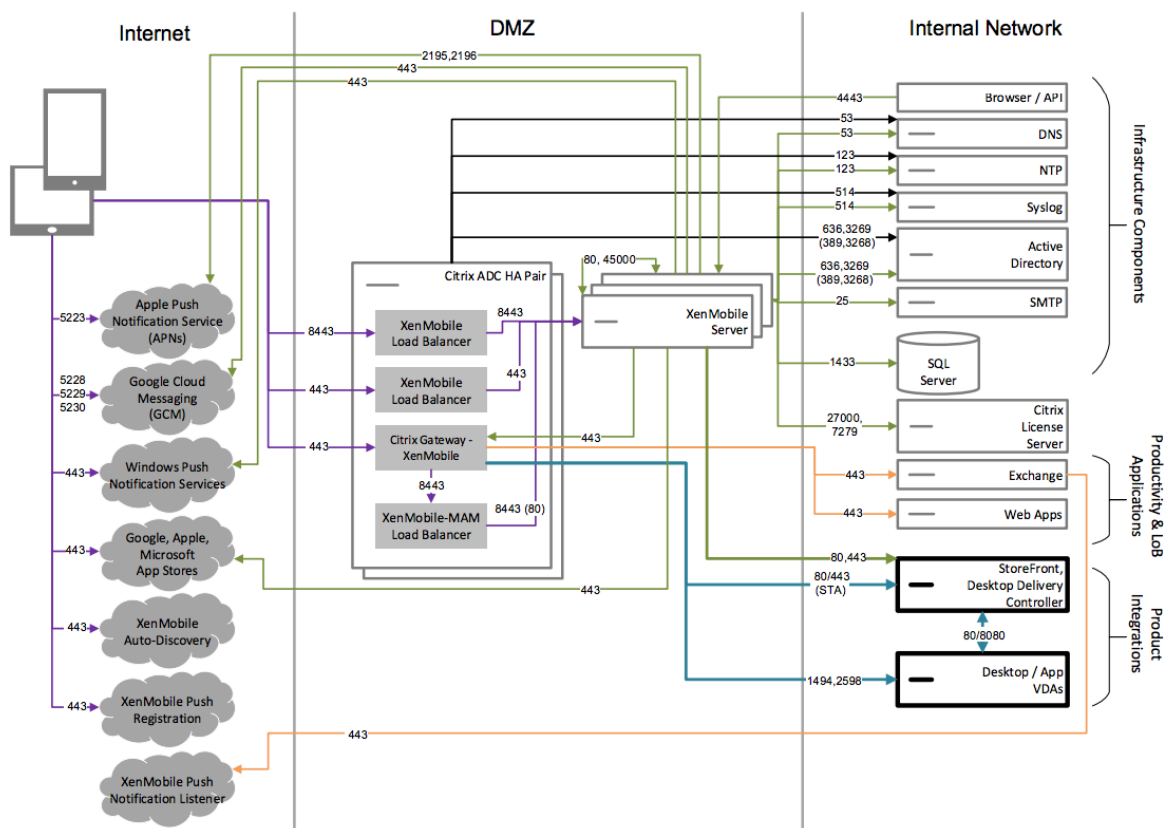 Internet
DMZ
Internal Network
2195,2196
443
443
4443
Browser / API
53
53
DNS
123
123
NTP
514
514
Syslog
636,3269
(389,3268)
636,3269
(389,3268)
Active
Directory
25
SMTP
1433
SQL
Server
27000,
7279
Citrix
License
Server
Infrastructure Components
80, 45000
XenMobile
Server
Citrix ADC HA Pair
8443
XenMobile
Load Balancer
8443
443
443
XenMobile
Load Balancer
443
Citrix Gateway -
XenMobile
443
8443
XenMobile-MAM
Load Balancer
8443 (80)
5223
Apple Push
Notification Service
(APNs)
5228
5229
5230
Google Cloud
Messaging
(GCM)
443
Windows Push
Notification Services
443
Google, Apple,
Microsoft
App Stores
443
443
XenMobile
Auto-Discovery
443
XenMobile Push
Registration
443
XenMobile Push
Notification Listener
443
Exchange
443
Web Apps
Productivity & LoB
Applications
80,443
80/443
(STA)
StoreFront,
Desktop Delivery
Controller
80/8080
1494,2598
Desktop / App
VDAs
Product
Integrations